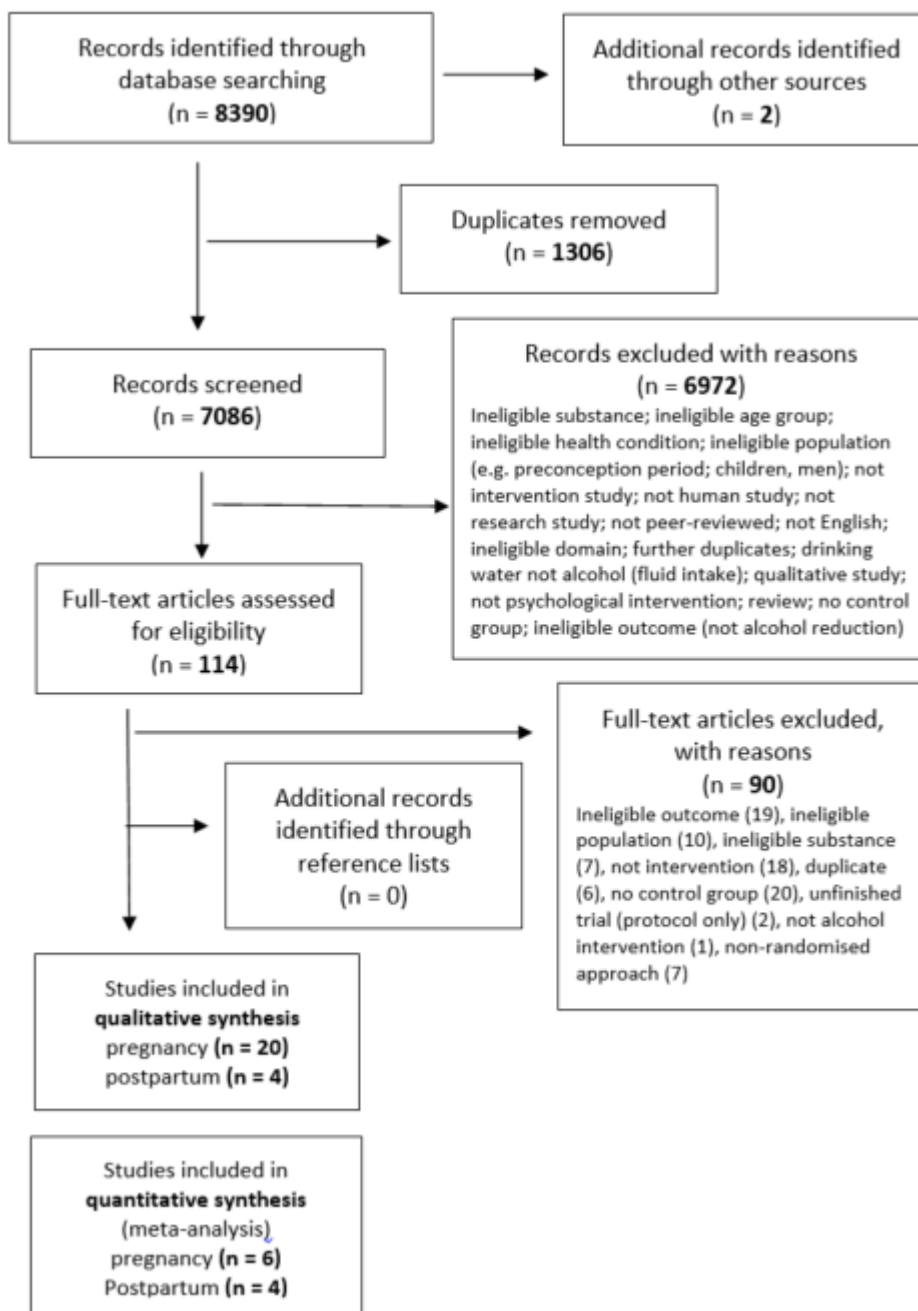 Records identified through
database searching
(n = 8390)
Additional records identified
through other sources
(n = 2)
Duplicates removed
(n = 1306)
Records screened
(n = 7086)
Records excluded with reasons
(n = 6972)
Ineligible substance; ineligible age group;
ineligible health condition; ineligible population
(e.g. preconception period; children, men); not
intervention study; not human study; not
research study; not peer-reviewed; not English;
ineligible domain; further duplicates; drinking
water not alcohol (fluid intake); qualitative study;
not psychological intervention; review; no control
group; ineligible outcome (not alcohol reduction)
Full-text articles assessed
for eligibility
(n = 114)
Full-text articles excluded,
with reasons
(n = 90)
Ineligible outcome (19), ineligible
population (10), ineligible substance
(7), not intervention (18), duplicate
(6), no control group (20), unfinished
trial (protocol only) (2), not alcohol
intervention (1), non-randomised
approach (7)
Additional records
identified through
reference lists
(n = 0)
Studies included in
qualitative synthesis
pregnancy (n = 20)
postpartum (n = 4)
Studies included in
quantitative synthesis
(meta-analysis)
pregnancy (n = 6)
Postpartum (n = 4)